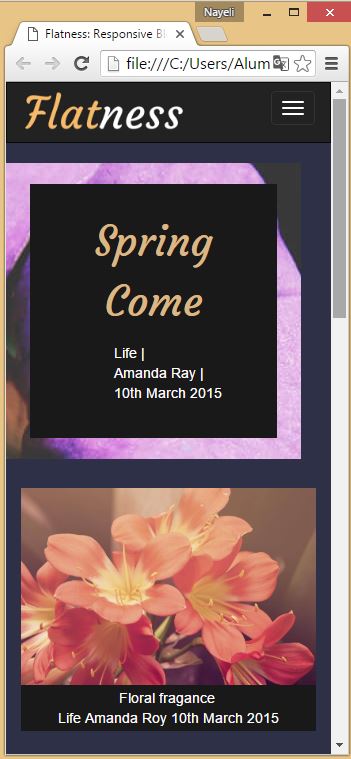 Nayeli
Flatness: Responsive Bl
file:///C:/Users/Alum
Flatness
Spring
Come
Life |
Amanda Ray |
10th March 2015
Floral fragance
Life Amanda Roy 10th March 2015